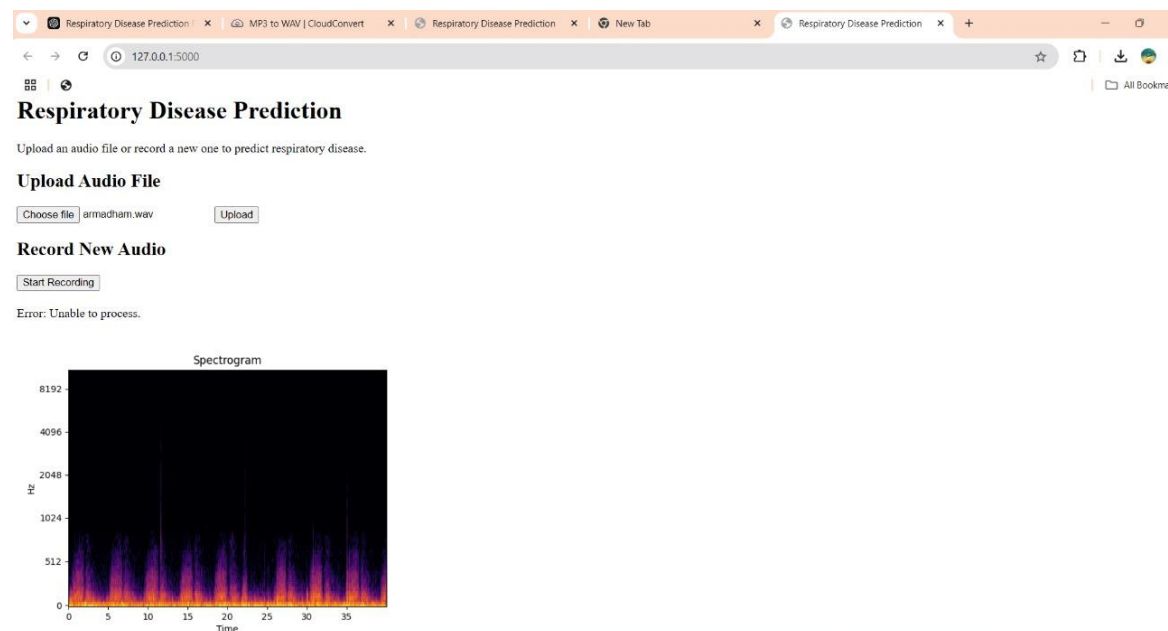 Respiratory Disease Prediction
MP3 to WAV | CloudConvert
Respiratory Disease Prediction
New Tab
Respiratory Disease Prediction
127.0.0.1:5000
All Bookma
Respiratory Disease Prediction
Upload an audio file or record a new one to predict respiratory disease.
Upload Audio File
Choose file armadham.wav Upload
Record New Audio
Start Recording
Error: Unable to process.
Spectrogram
8192
4096
2048
Hz
1024
512
0
0 5 10 15 20 25 30 35
Time